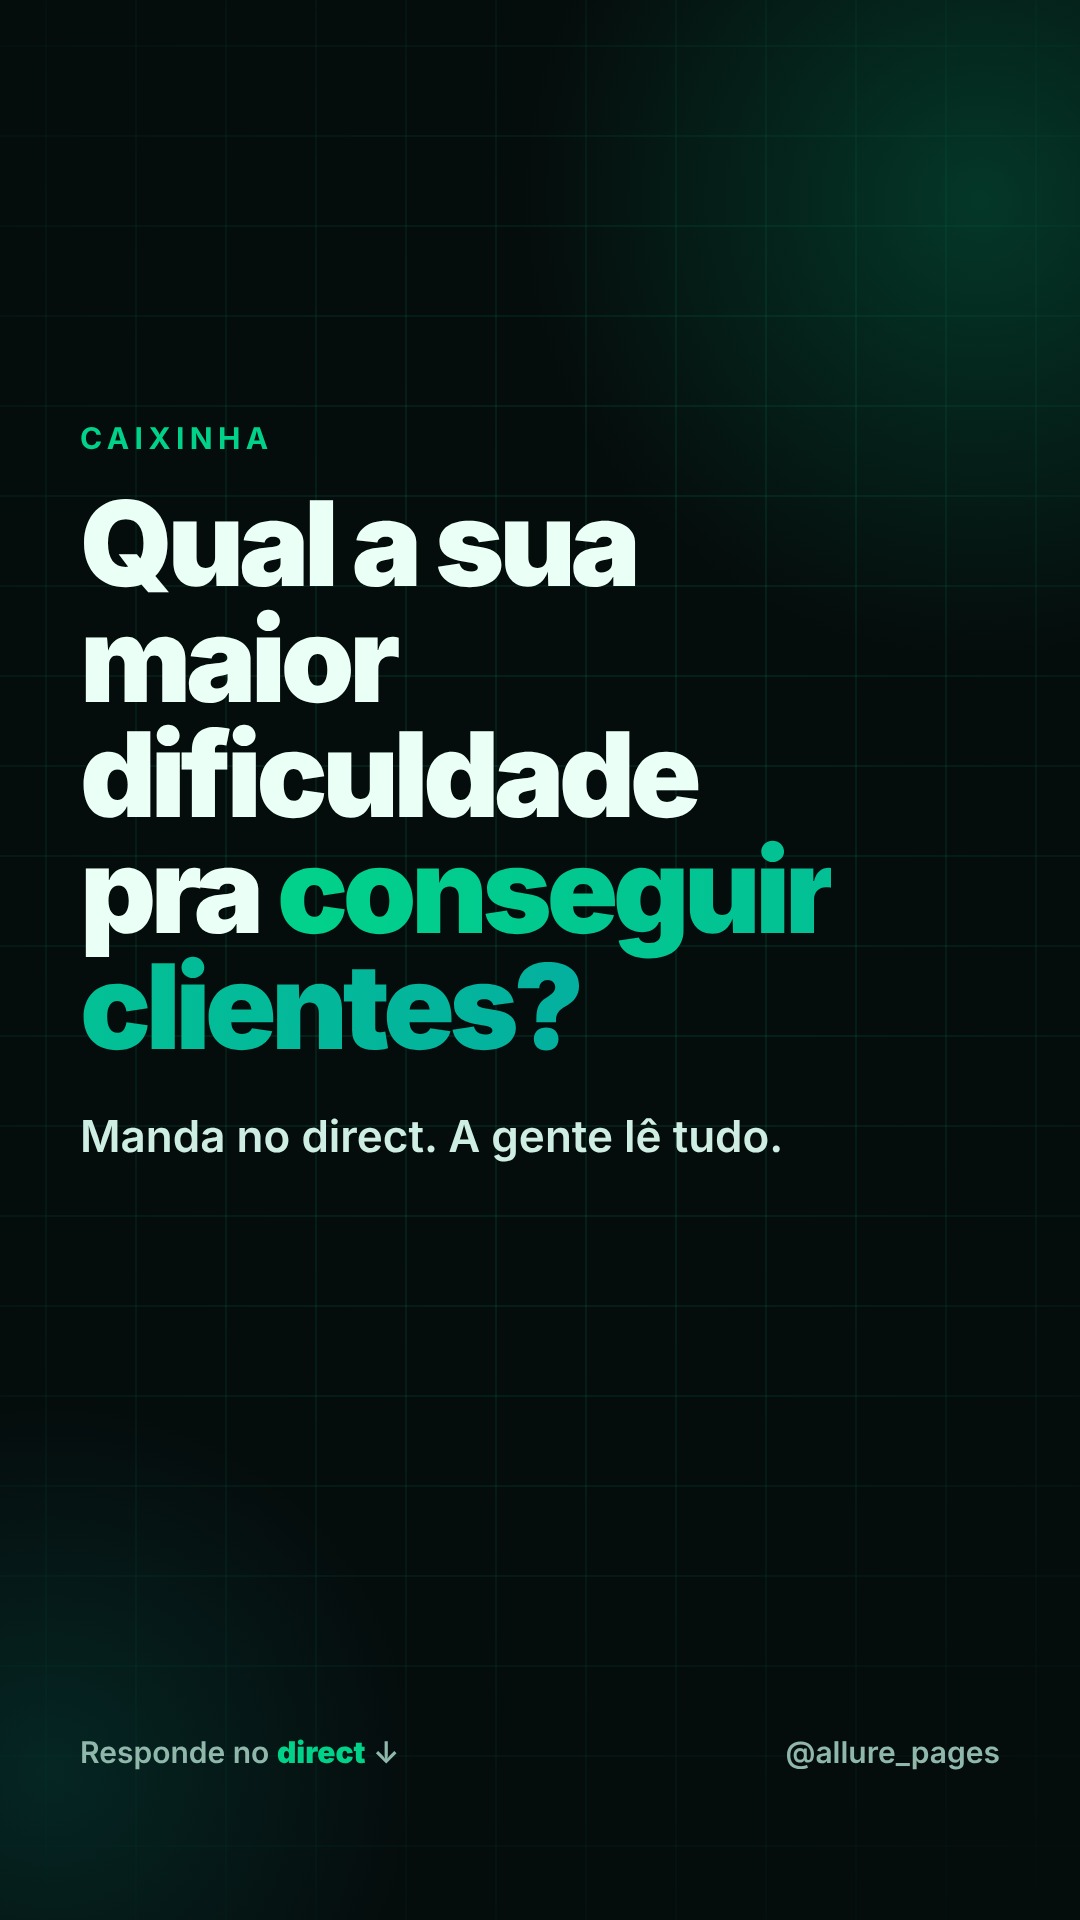 CAIXINHA
Qual a sua
maior
dificuldade
pra conseguir
clientes?
Manda no direct. A gente lê tudo.
Responde no direct ↓
@allure_pages